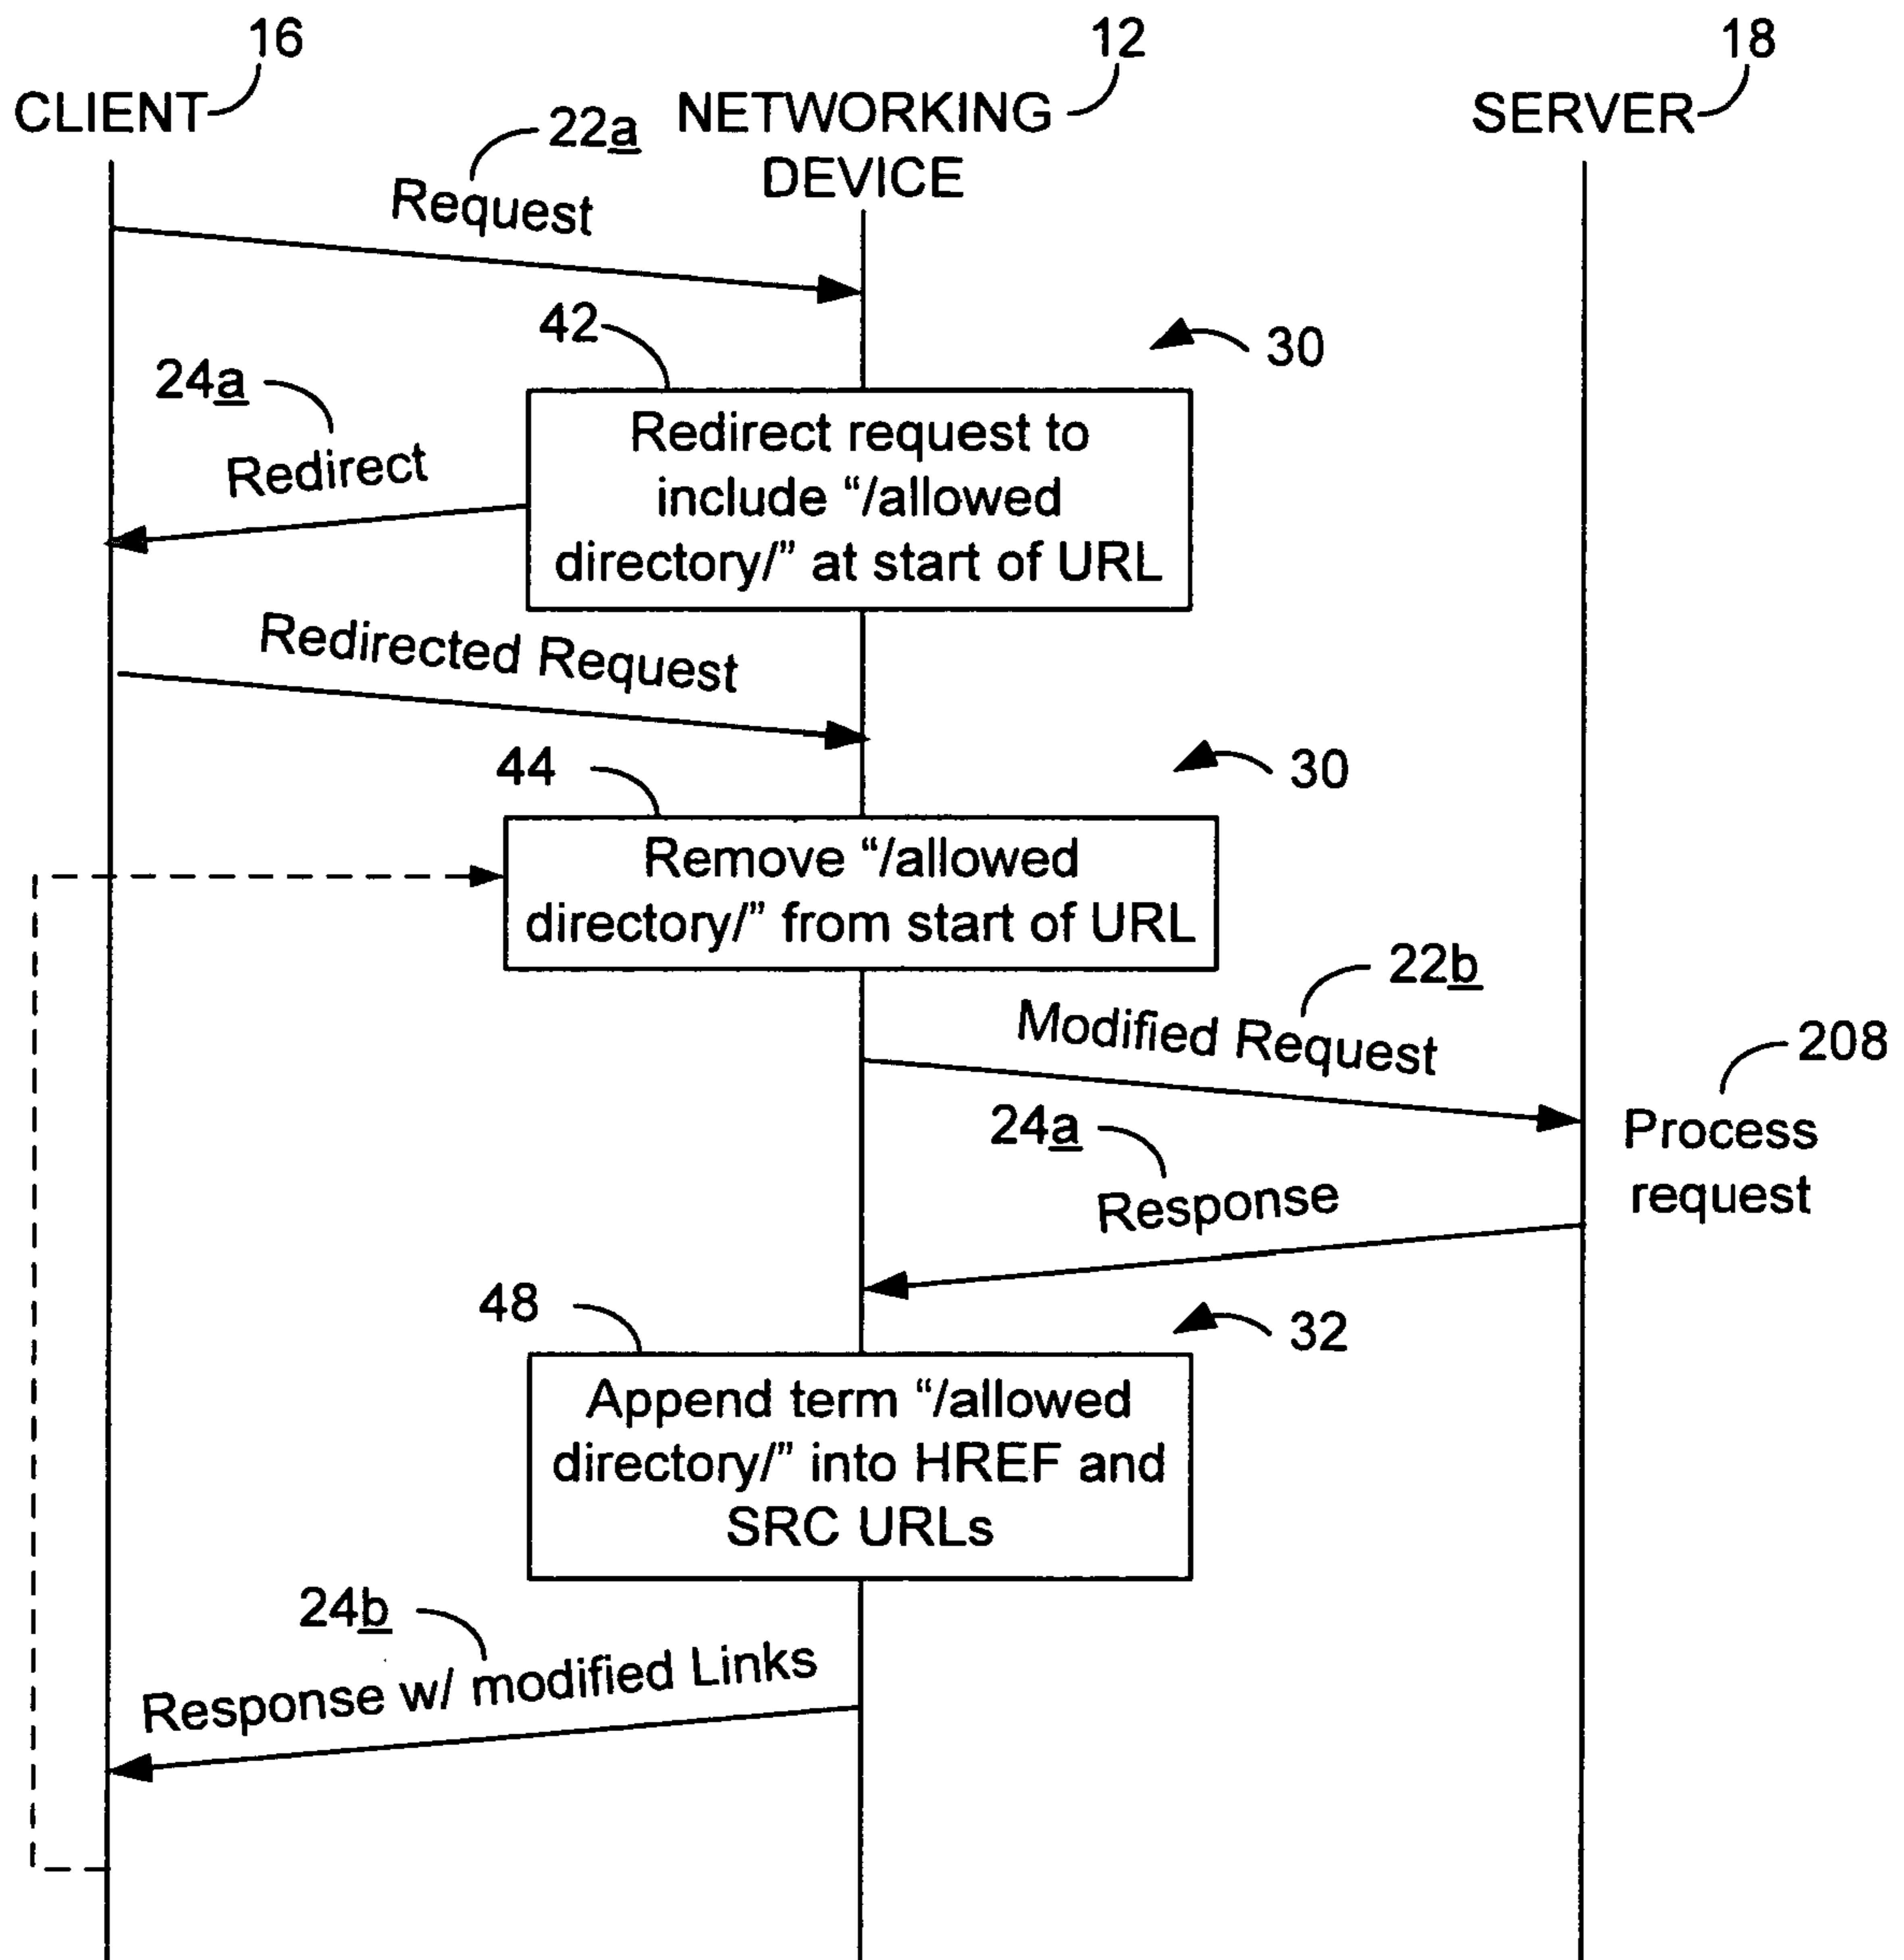 16
12
18
CLIENT
NETWORKING
DEVICE
SERVER
22a
Request
42
30
24a
Redirect
Redirect request to
include “/allowed
directory/” at start of URL
Redirected Request
44
30
Remove “/allowed
directory/” from start of URL
22b
Modified Request
208
Process
request
24a
Response
48
32
Append term “/allowed
directory/” into HREF and
SRC URLs
24b
Response w/ modified Links